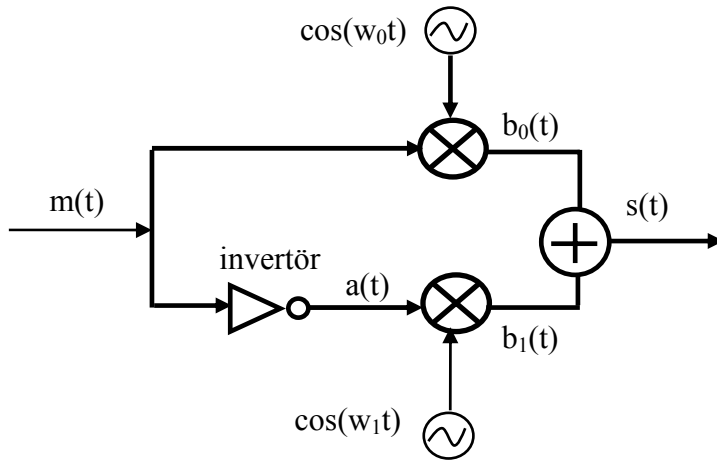 cos(w₀t)
b₀(t)
m(t)
s(t)
invertör
a(t)
b₁(t)
cos(w₁t)